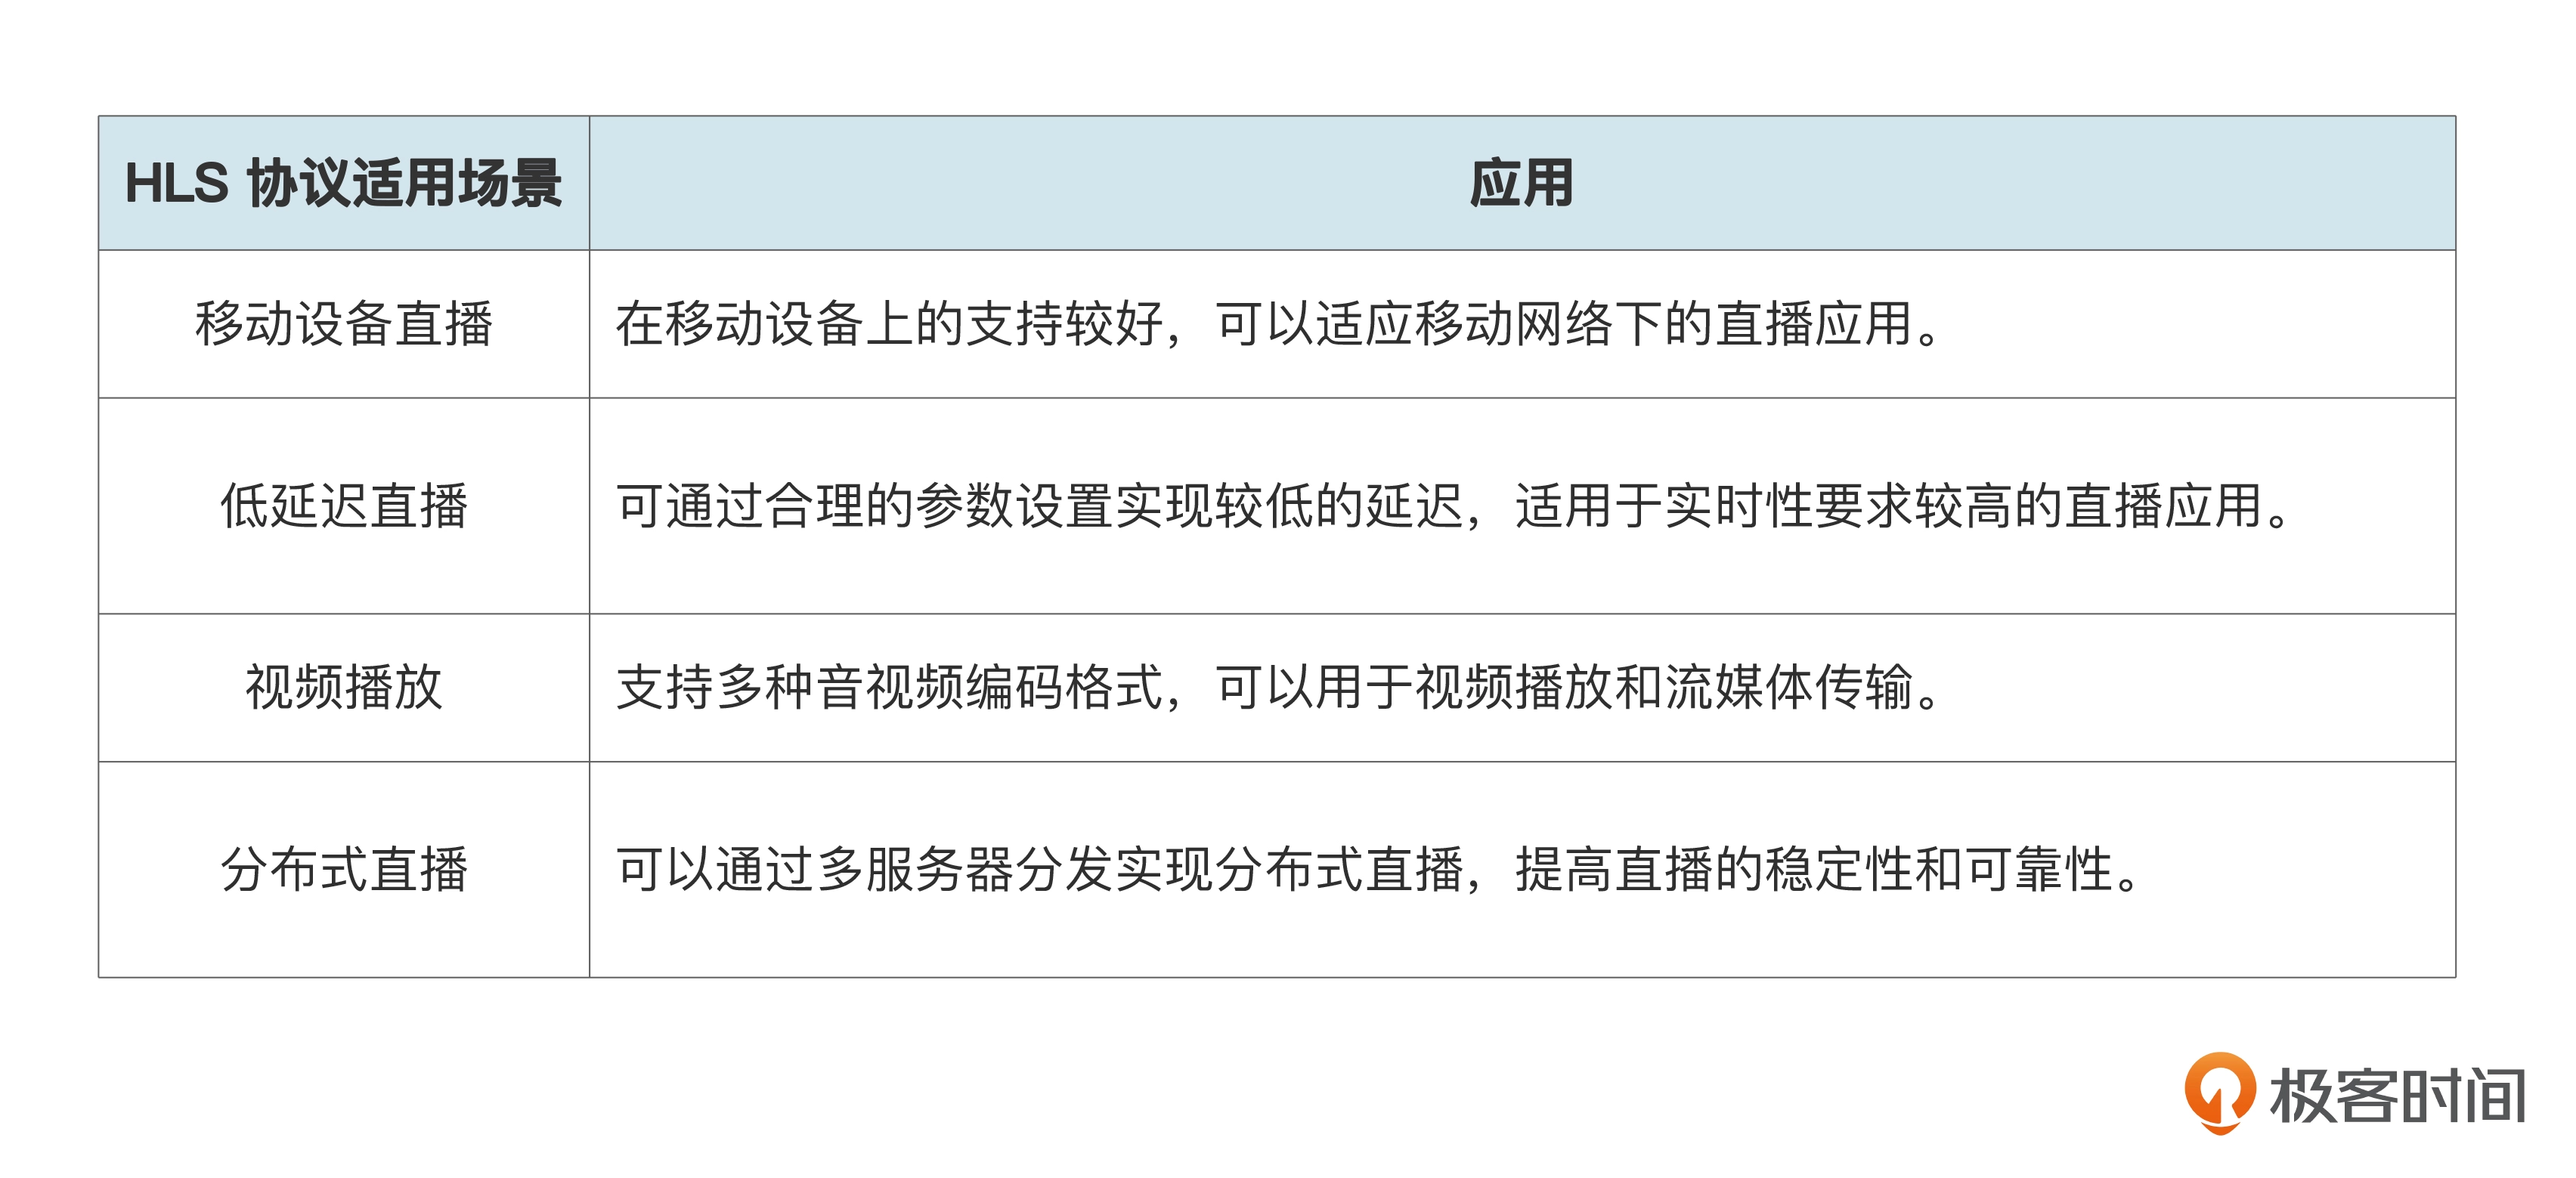 HLS 协议适用场景
应用
移动设备直播
在移动设备上的支持较好，可以适应移动网络下的直播应用。
低延迟直播
可通过合理的参数设置实现较低的延迟，适用于实时性要求较高的直播应用。
视频播放
支持多种音视频编码格式，可以用于视频播放和流媒体传输。
分布式直播
可以通过多服务器分发实现分布式直播，提高直播的稳定性和可靠性。
极客时间